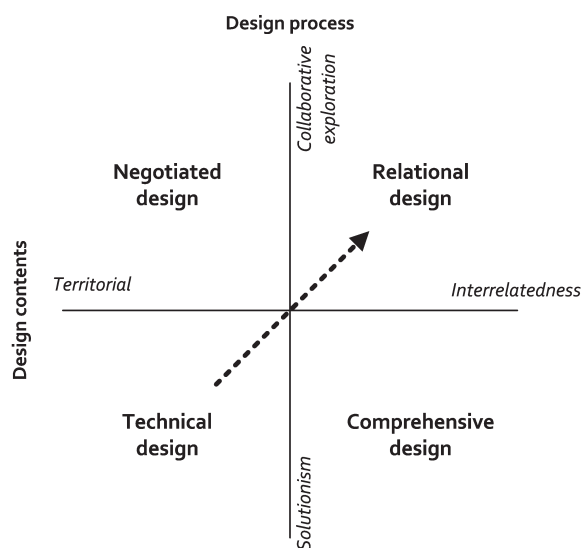 Design process
Collaborative
exploration
Negotiated
design
Relational
design
Design contents
Territorial
Interrelatedness
Technical
design
Comprehensive
design
Solutionism